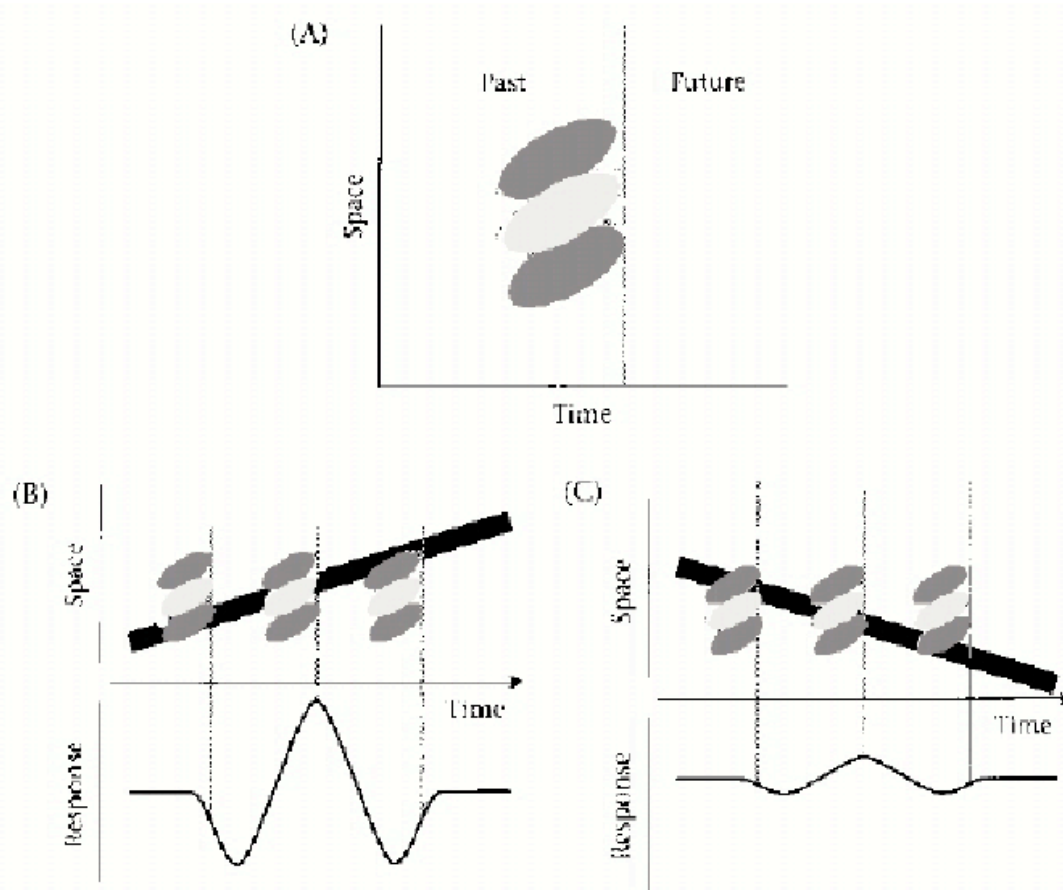 (A)
Past Future
Space
Time
(B)
Space
Time
Response
(C)
Space
Time
Response